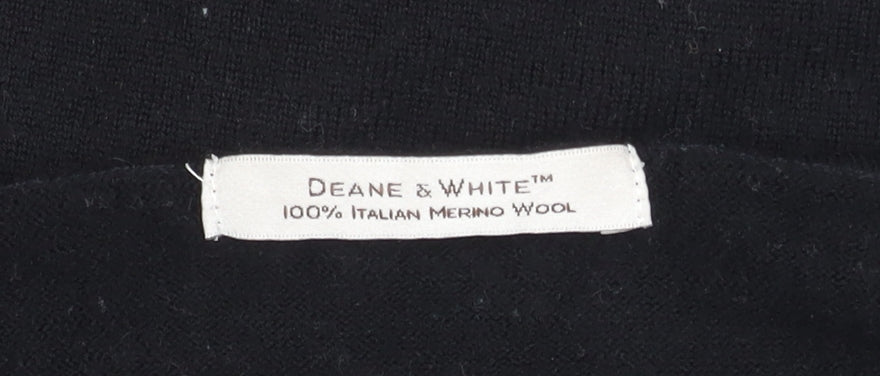 DEANE & WHITE™
100% ITALIAN MERINO WOOL